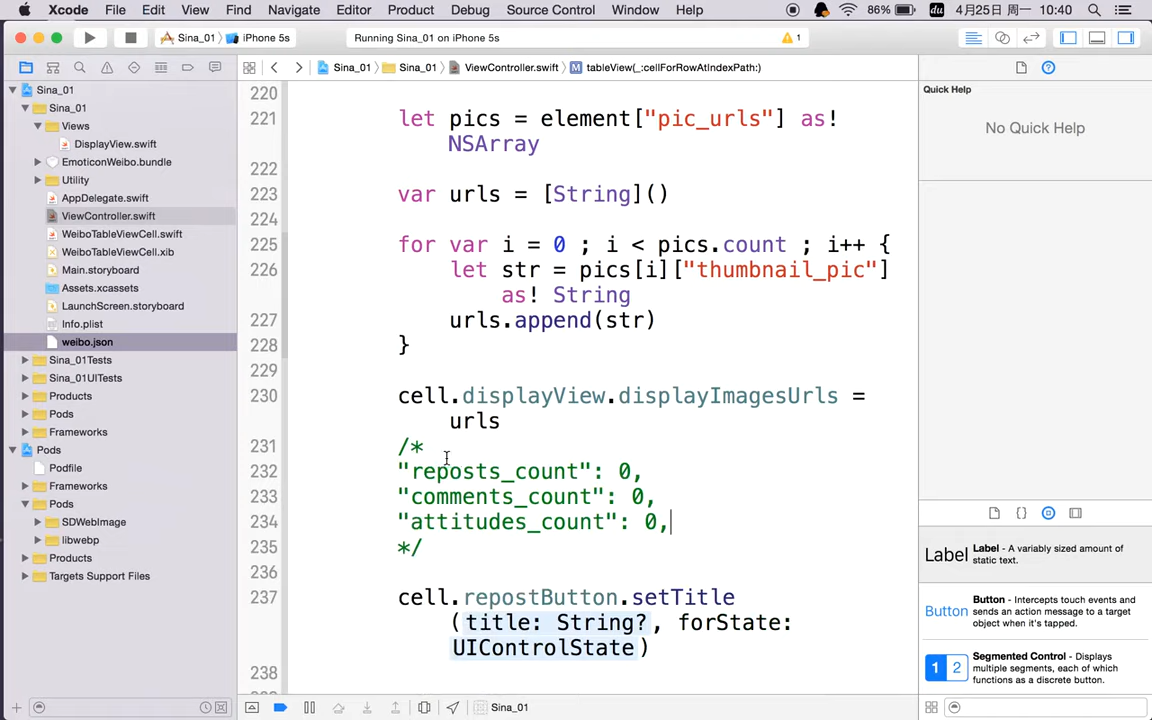 Xcode File Edit View Find Navigate Editor Product Debug Source Control Window Help 86% du 4月25日 周一 10:40
Sina_01 iPhone 5s Running Sina_01 on iPhone 5s 1
Sina_01 Sina_01 ViewController.swift M tableView(_:cellForRowAtIndexPath:)
Sina_01
Sina_01
Views
DisplayView.swift
EmoticonWeibo.bundle
Utility
AppDelegate.swift
ViewController.swift
WeiboTableViewCell.swift
WeiboTableViewCell.xib
Main.storyboard
Assets.xcassets
LaunchScreen.storyboard
Info.plist
weibo.json
Sina_01Tests
Sina_01UITests
Products
Pods
Frameworks
Pods
Podfile
Frameworks
Pods
SDWebImage
libwebp
Products
Targets Support Files
220
221 let pics = element["pic_urls"] as!
NSArray
222
223 var urls = [String]()
224
225 for var i = 0 ; i < pics.count ; i++ {
226 let str = pics[i]["thumbnail_pic"]
as! String
227 urls.append(str)
228 }
229
230 cell.displayView.displayImagesUrls =
urls
231 /*
232 "reposts_count": 0,
233 "comments_count": 0,
234 "attitudes_count": 0,
235 */
236
237 cell.repostButton.setTitle
(title: String?, forState:
UIControlState)
238
Quick Help
No Quick Help
Label Label - A variably sized amount of
static text.
Button Button - Intercepts touch events and
sends an action message to a target
object when it's tapped.
1 2 Segmented Control - Displays
multiple segments, each of which
functions as a discrete button.
Sina_01